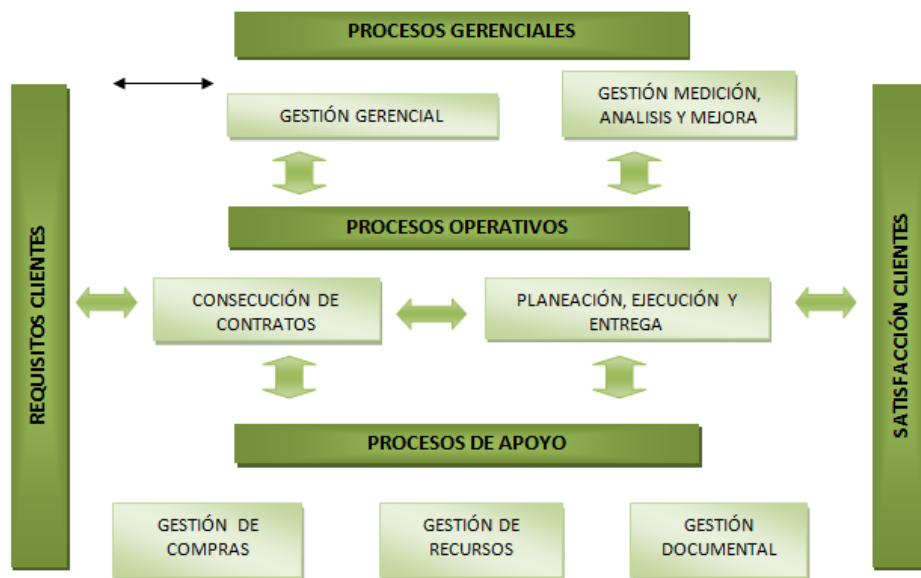 PROCESOS GERENCIALES
GESTIÓN GERENCIAL
GESTIÓN MEDICIÓN,
ANALISIS Y MEJORA
REQUISITOS CLIENTES
PROCESOS OPERATIVOS
CONSECUCIÓN DE
CONTRATOS
PLANEACIÓN, EJECUCIÓN Y
ENTREGA
SATISFACCIÓN CLIENTES
PROCESOS DE APOYO
GESTIÓN DE
COMPRAS
GESTIÓN DE
RECURSOS
GESTIÓN
DOCUMENTAL